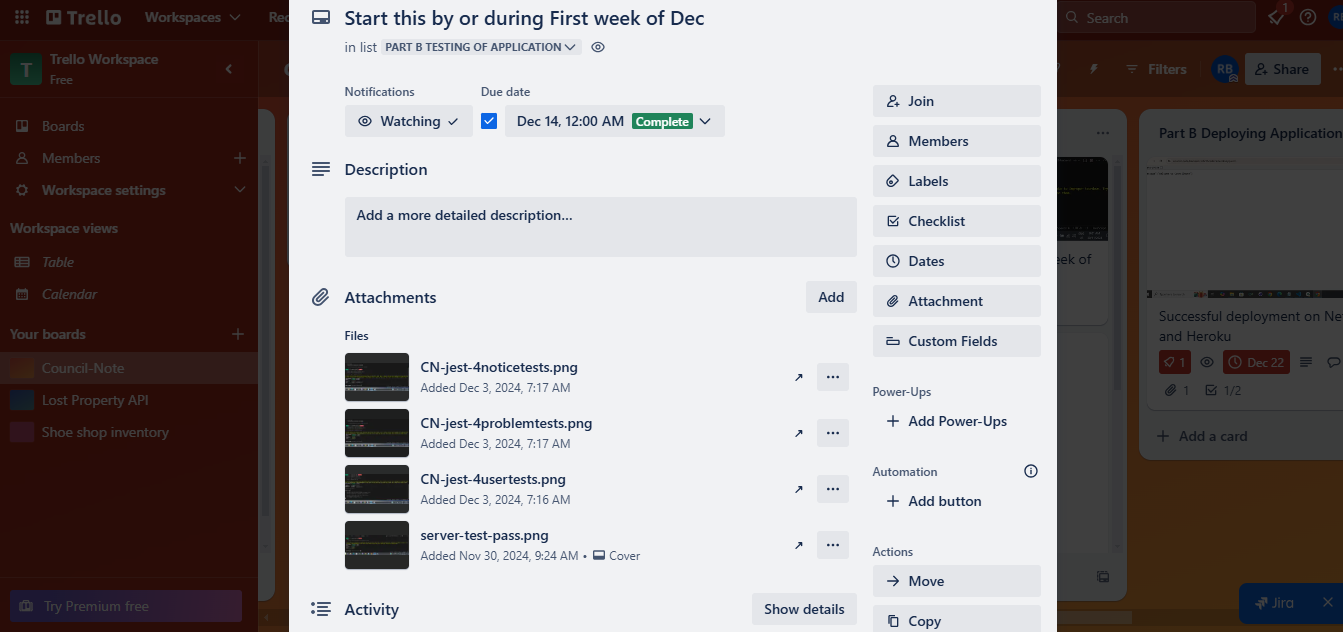 Trello
Workspaces
Rec
Search
1
RB
Trello Workspace
Free
T
Boards
Members
Workspace settings
Workspace views
Table
Calendar
Your boards
Council-Note
Lost Property API
Shoe shop inventory
Try Premium free
Start this by or during First week of Dec
in list PART B TESTING OF APPLICATION
Notifications
Due date
Watching
Dec 14, 12:00 AM Complete
Description
Add a more detailed description...
Attachments
Add
Files
CN-jest-4noticetests.png
Added Dec 3, 2024, 7:17 AM
CN-jest-4problemtests.png
Added Dec 3, 2024, 7:17 AM
CN-jest-4usertests.png
Added Dec 3, 2024, 7:16 AM
server-test-pass.png
Added Nov 30, 2024, 9:24 AM • Cover
Activity
Show details
Join
Members
Labels
Checklist
Dates
Attachment
Custom Fields
Power-Ups
Add Power-Ups
Automation
Add button
Actions
Move
Copy
Filters
RB
Share
eek of
Part B Deploying Application
Successful deployment on Ne
and Heroku
1
Dec 22
1
1/2
Add a card
Jira